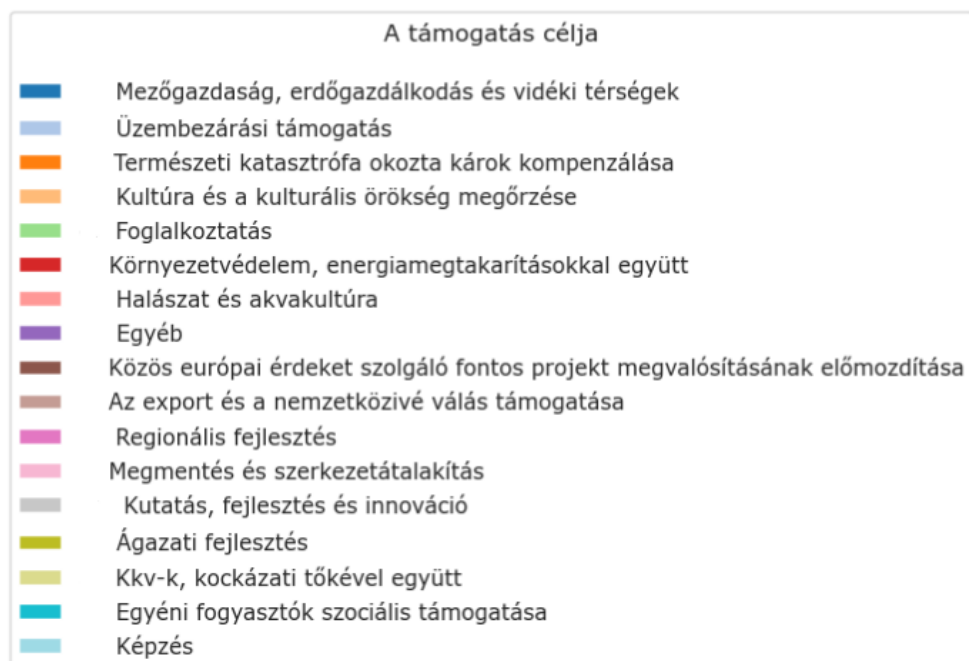 A támogatás célja
Mezőgazdaság, erdőgazdálkodás és vidéki térségek
Üzembezárási támogatás
Természeti katasztrófa okozta károk kompenzálása
Kultúra és a kulturális örökség megőrzése
Foglalkoztatás
Környezetvédelem, energiamegtakarításokkal együtt
Halászat és akvakultúra
Egyéb
Közös európai érdeket szolgáló fontos projekt megvalósításának előmozdítása
Az export és a nemzetközivé válás támogatása
Regionális fejlesztés
Megmentés és szerkezetátalakítás
Kutatás, fejlesztés és innováció
Ágazati fejlesztés
Kkv-k, kockázati tőkével együtt
Egyéni fogyasztók szociális támogatása
Képzés